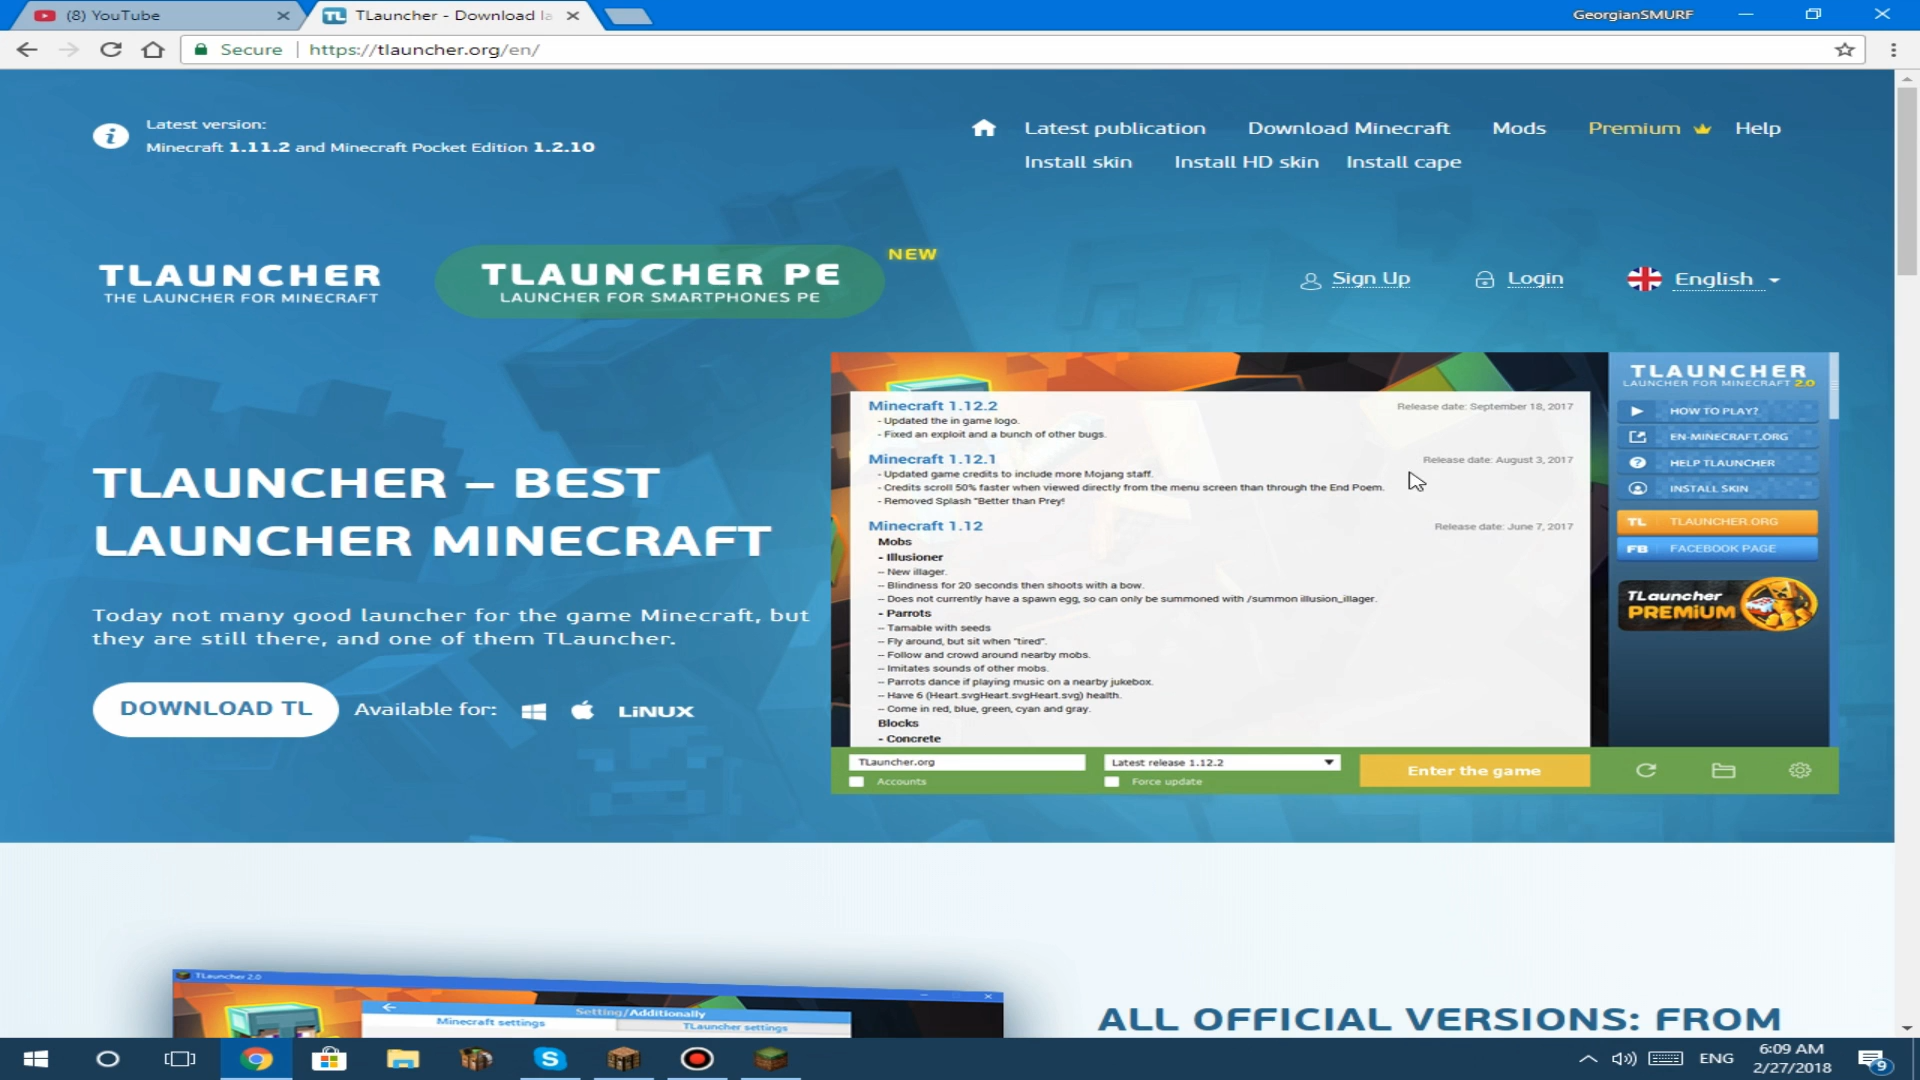 (8) YouTube
TLauncher - Download la
GeorgianSMURF
Secure
https://tlauncher.org/en/
Latest version:
Minecraft 1.11.2 and Minecraft Pocket Edition 1.2.10
Latest publication
Download Minecraft
Mods
Premium
Help
Install skin
Install HD skin
Install cape
TLAUNCHER
THE LAUNCHER FOR MINECRAFT
TLAUNCHER PE
LAUNCHER FOR SMARTPHONES PE
NEW
Sign Up
Login
English
TLAUNCHER – BEST
LAUNCHER MINECRAFT
Today not many good launcher for the game Minecraft, but
they are still there, and one of them TLauncher.
DOWNLOAD TL
Available for:
LINUX
Minecraft 1.12.2
Release date: September 18, 2017
- Updated the in game logo.
- Fixed an exploit and a bunch of other bugs.
Minecraft 1.12.1
Release date: August 3, 2017
- Updated game credits to include more Mojang staff.
- Credits scroll 50% faster when viewed directly from the menu screen than through the End Poem.
- Removed Splash "Better than Prey!
Minecraft 1.12
Release date: June 7, 2017
Mobs
- Illusioner
-- New illager.
-- Blindness for 20 seconds then shoots with a bow.
-- Does not currently have a spawn egg, so can only be summoned with /summon illusion_illager.
- Parrots
-- Tamable with seeds
-- Fly around, but sit when "tired".
-- Follow and crowd around nearby mobs.
-- Imitates sounds of other mobs.
-- Parrots dance if playing music on a nearby jukebox.
-- Have 6 (Heart.svgHeart.svgHeart.svg) health.
-- Come in red, blue, green, cyan and gray.
Blocks
- Concrete
TLAUNCHER
LAUNCHER FOR MINECRAFT 2.0
HOW TO PLAY?
EN-MINECRAFT.ORG
HELP TLAUNCHER
INSTALL SKIN
TL TLAUNCHER.ORG
FB FACEBOOK PAGE
TLauncher
PREMIUM
TLauncher.org
Accounts
Latest release 1.12.2
Force update
Enter the game
TLauncher 2.0
Setting/Additionally
Minecraft settings
TLauncher settings
ALL OFFICIAL VERSIONS: FROM
ENG
6:09 AM
2/27/2018
9